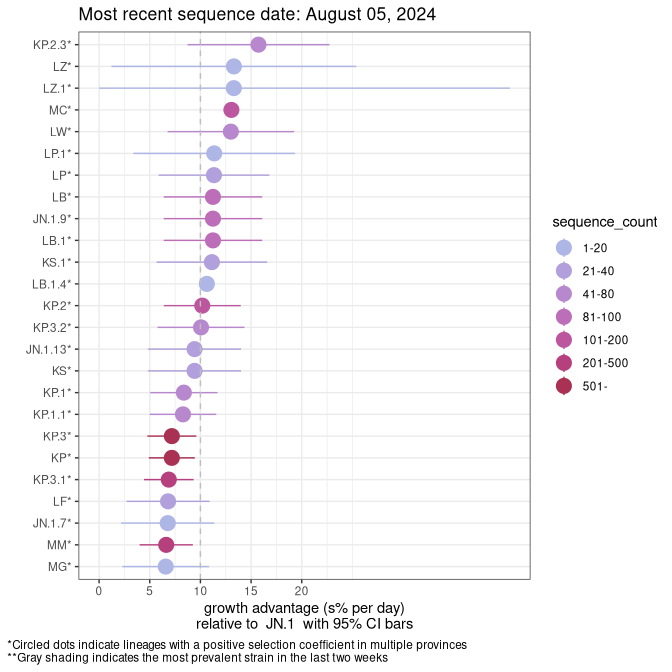 Most recent sequence date: August 05, 2024
KP.2.3*
LZ*
LZ.1*
MC*
LW*
LP.1*
LP*
LB*
JN.1.9*
LB.1*
KS.1*
LB.1.4*
KP.2*
KP.3.2*
JN.1.13*
KS*
KP.1*
KP.1.1*
KP.3*
KP*
KP.3.1*
LF*
JN.1.7*
MM*
MG*
0 5 10 15 20
growth advantage (s% per day)
relative to JN.1 with 95% CI bars
sequence_count
1-20
21-40
41-80
81-100
101-200
201-500
501-
*Circled dots indicate lineages with a positive selection coefficient in multiple provinces
**Gray shading indicates the most prevalent strain in the last two weeks